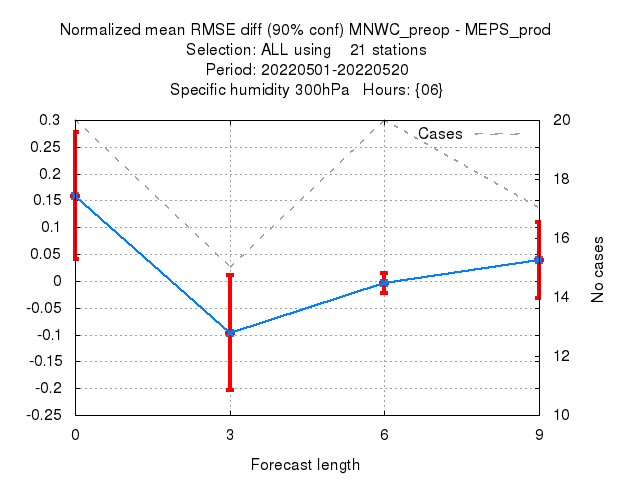 Normalized mean RMSE diff (90% conf) MNWC_preop - MEPS_prod
Selection: ALL using    21 stations
Period: 20220501-20220520
Specific humidity 300hPa   Hours: {06}
Cases
0.3
0.25
0.2
0.15
0.1
0.05
0
-0.05
-0.1
-0.15
-0.2
-0.25
20
18
16
14
12
10
No cases
0 3 6 9
Forecast length